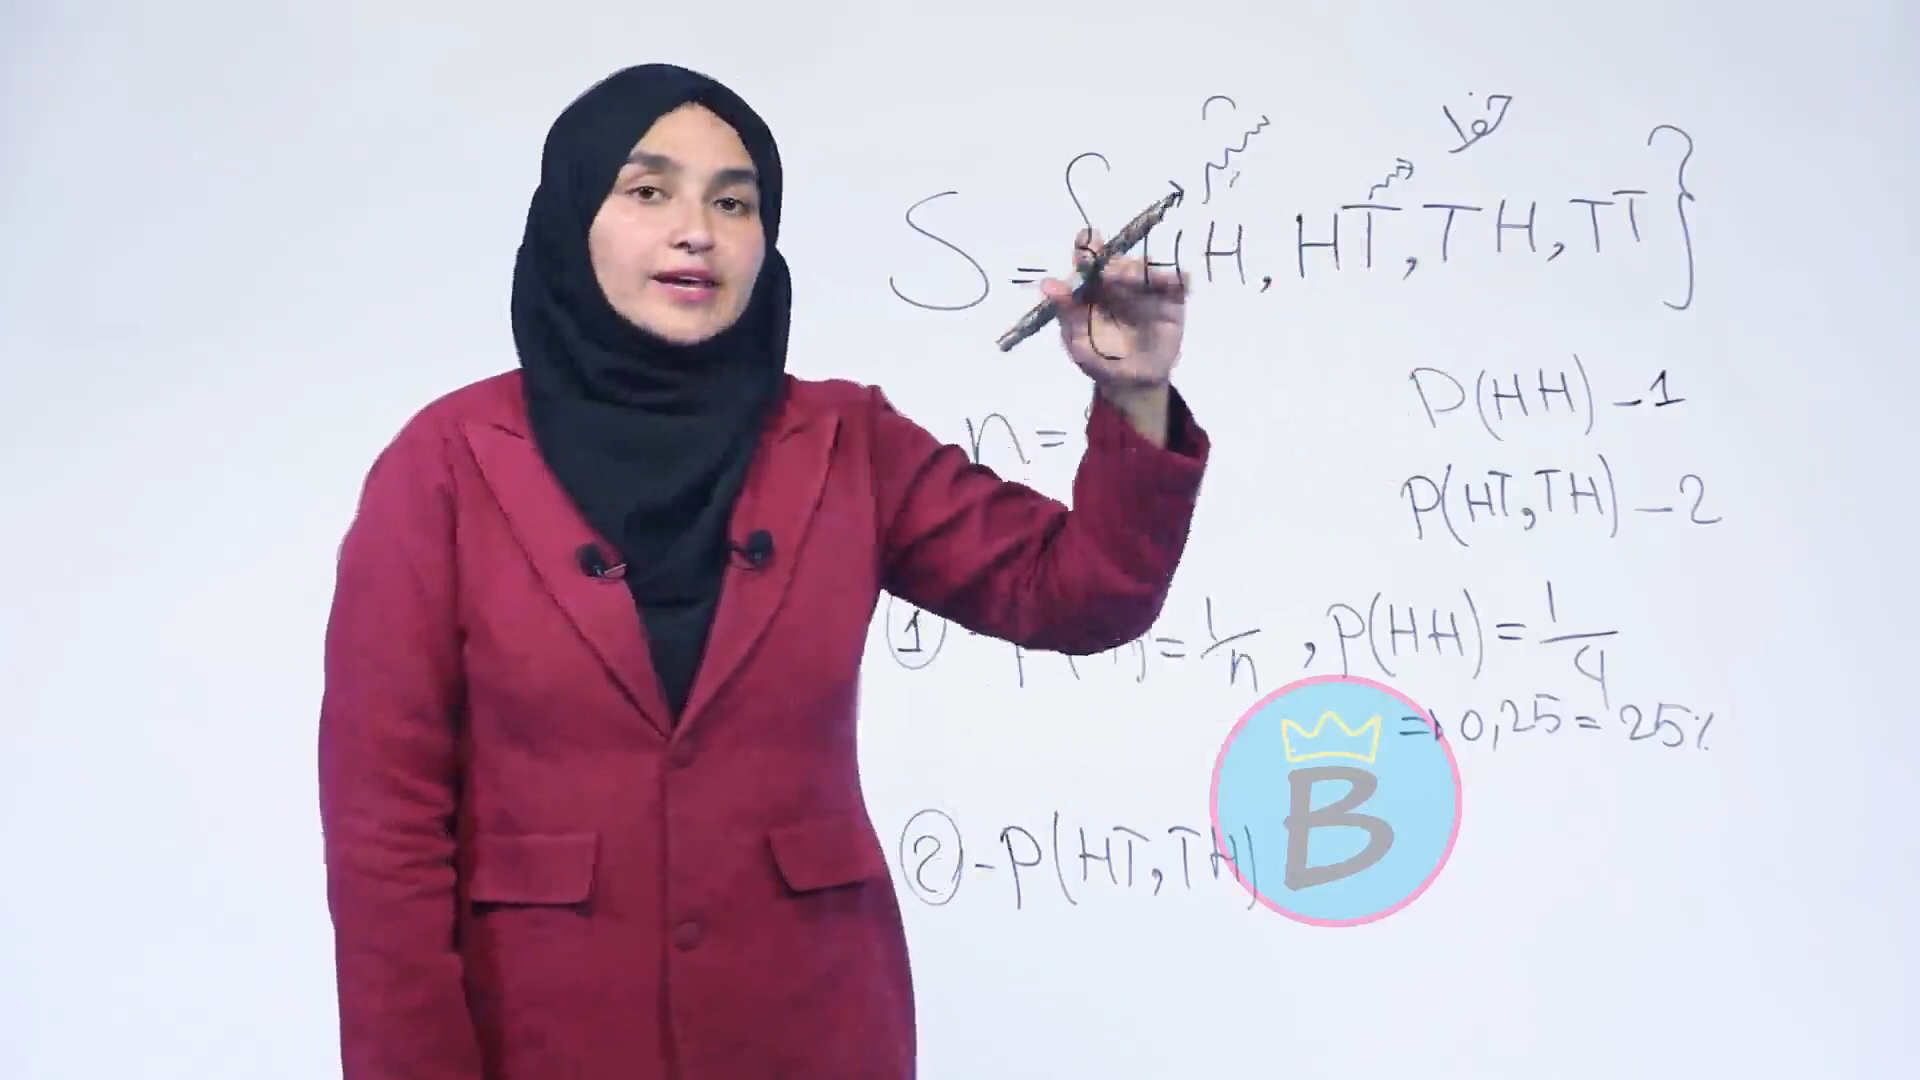 S = { HH, HT, TH, TT }
n =
P(HH) - 1
P(HT, TH) - 2
① = 1/n , P(HH) = 1/4
=> 0,25 = 25%
② - P(HT, TH)
B